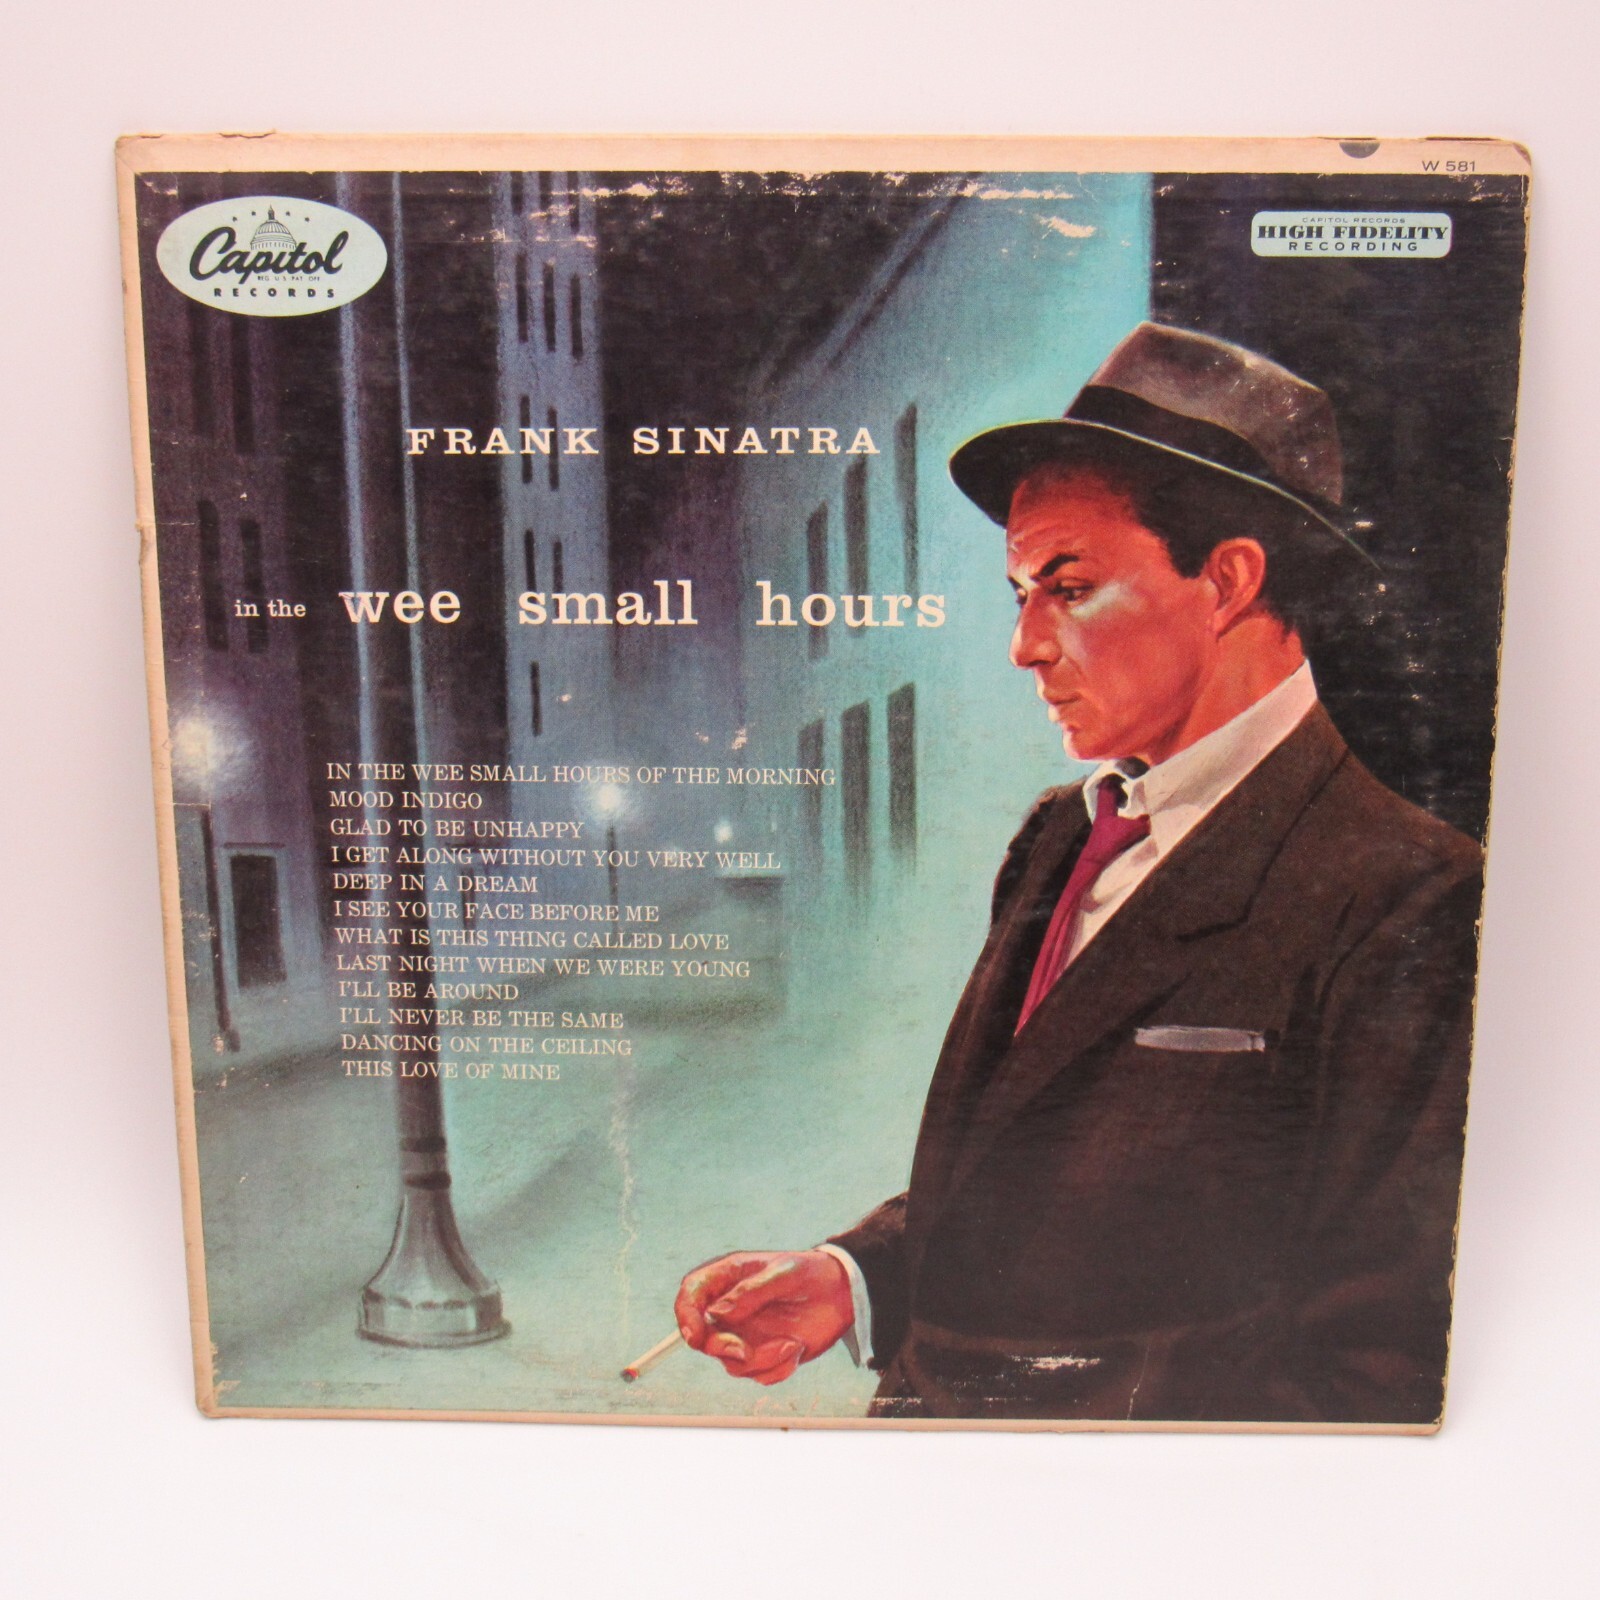 W 581
Capitol
REG. U.S. PAT. OFF.
RECORDS
CAPITOL RECORDS
HIGH FIDELITY
RECORDING
FRANK SINATRA
in the wee small hours
IN THE WEE SMALL HOURS OF THE MORNING
MOOD INDIGO
GLAD TO BE UNHAPPY
I GET ALONG WITHOUT YOU VERY WELL
DEEP IN A DREAM
I SEE YOUR FACE BEFORE ME
WHAT IS THIS THING CALLED LOVE
LAST NIGHT WHEN WE WERE YOUNG
I'LL BE AROUND
I'LL NEVER BE THE SAME
DANCING ON THE CEILING
THIS LOVE OF MINE